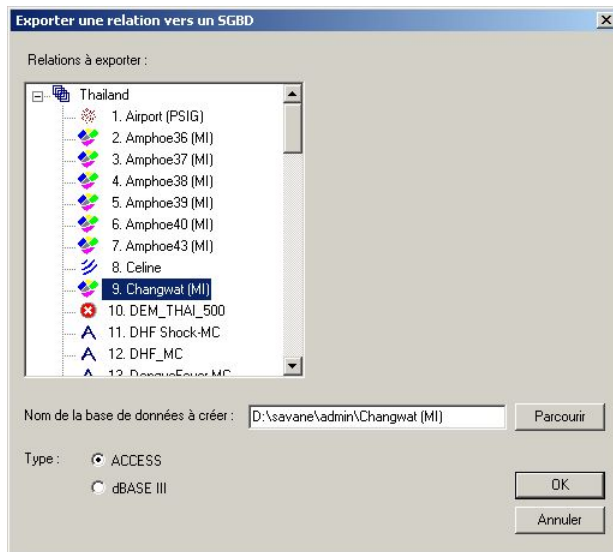 Exporter une relation vers un SGBD
Relations à exporter :
Thailand
1. Airport (PSIG)
2. Amphoe36 (MI)
3. Amphoe37 (MI)
4. Amphoe38 (MI)
5. Amphoe39 (MI)
6. Amphoe40 (MI)
7. Amphoe43 (MI)
8. Celine
9. Changwat (MI)
10. DEM_THAI_500
11. DHF Shock-MC
12. DHF_MC
13. DengueFever MC
Nom de la base de données à créer : D:\savane\admin\Changwat (MI) Parcourir
Type : ACCESS
dBASE III
OK
Annuler